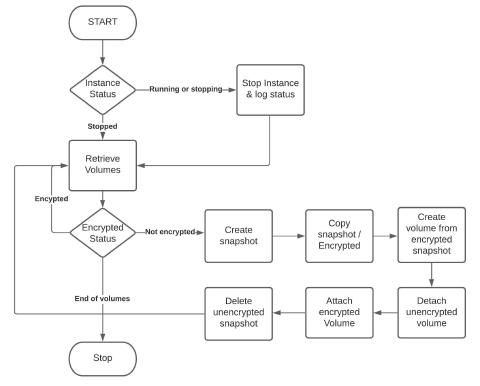 START
Instance
Status
Running or stopping
Stop Instance
& log status
Stopped
Retrieve
Volumes
Encypted
Encrypted
Status
Not encrypted
Create
snapshot
Copy
snapshot /
Encrypted
Create
volume from
encrypted
snapshot
End of volumes
Delete
unencrypted
snapshot
Attach
encrypted
Volume
Detach
unencrypted
volume
Stop